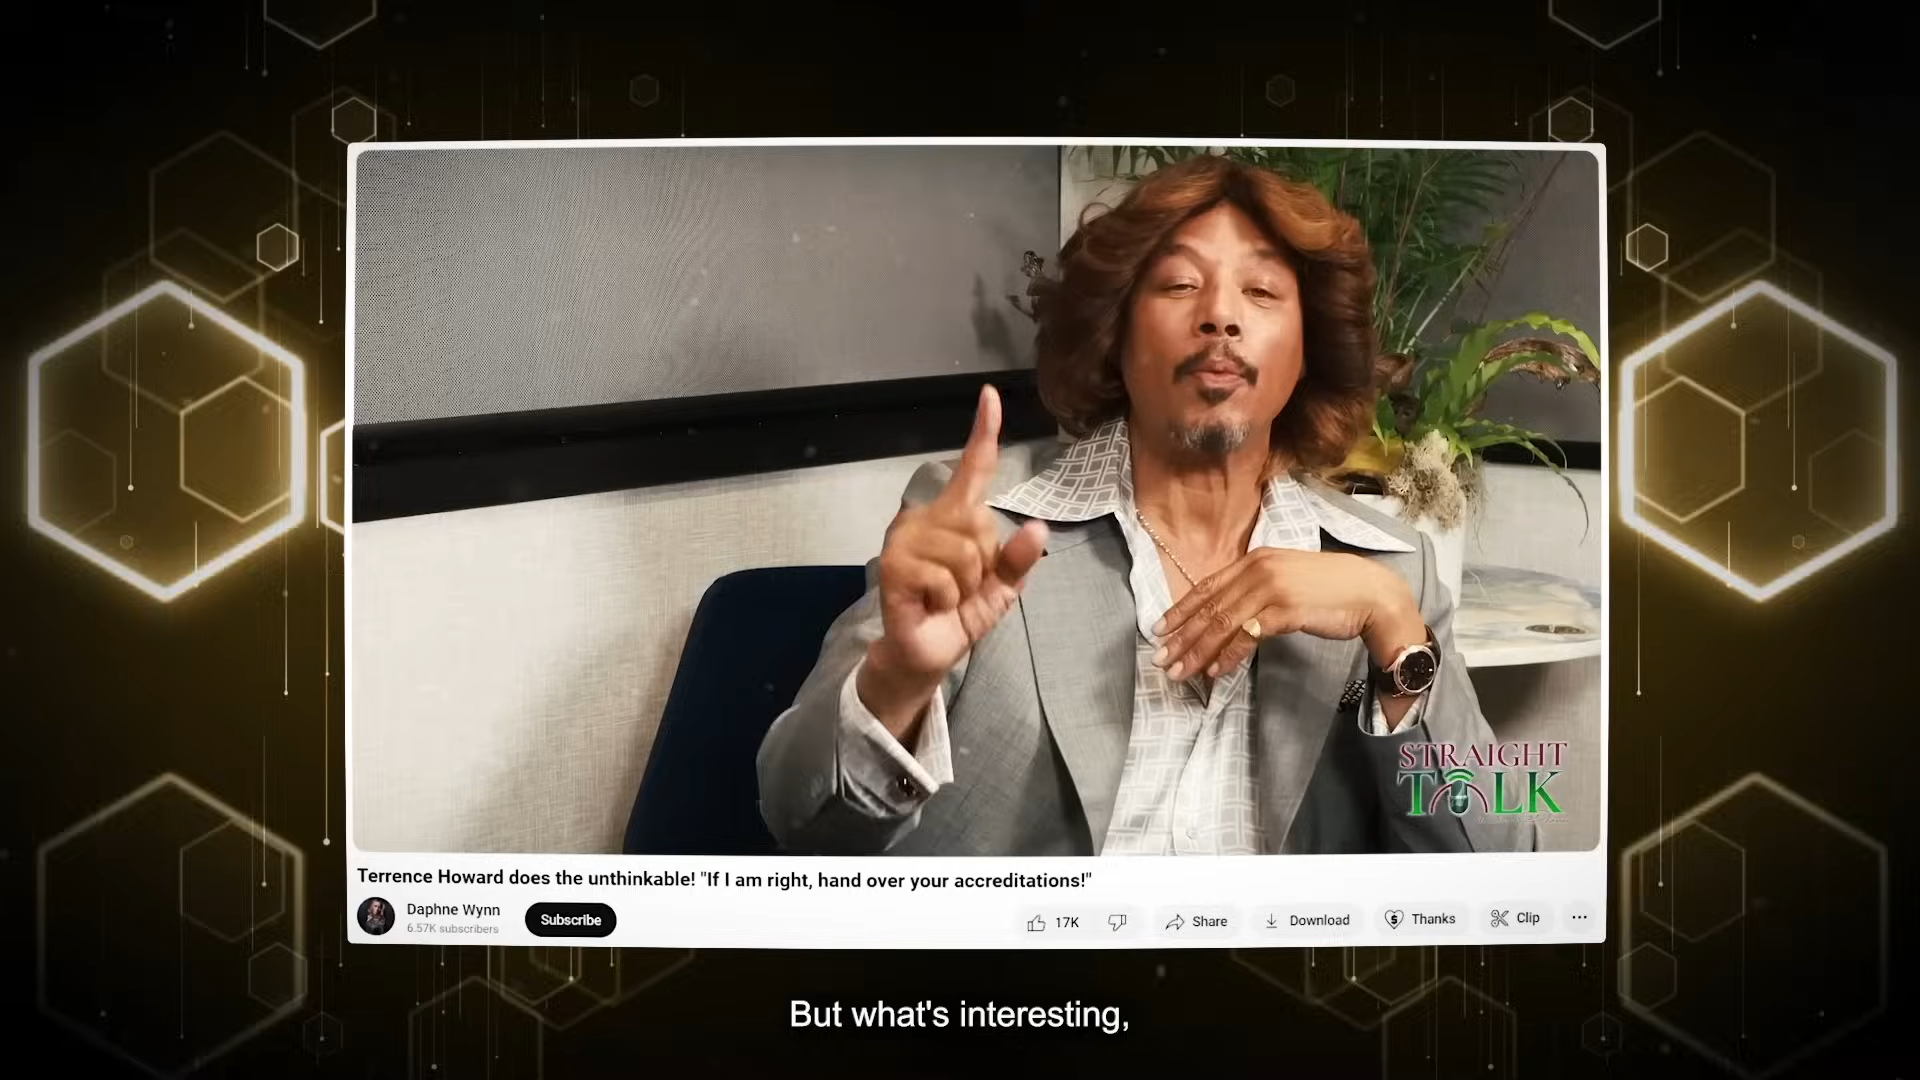 STRAIGHT
TALK
Terrence Howard does the unthinkable! "If I am right, hand over your accreditations!"
Daphne Wynn
6.57K subscribers
Subscribe
17K
Share
Download
Thanks
Clip
But what's interesting,